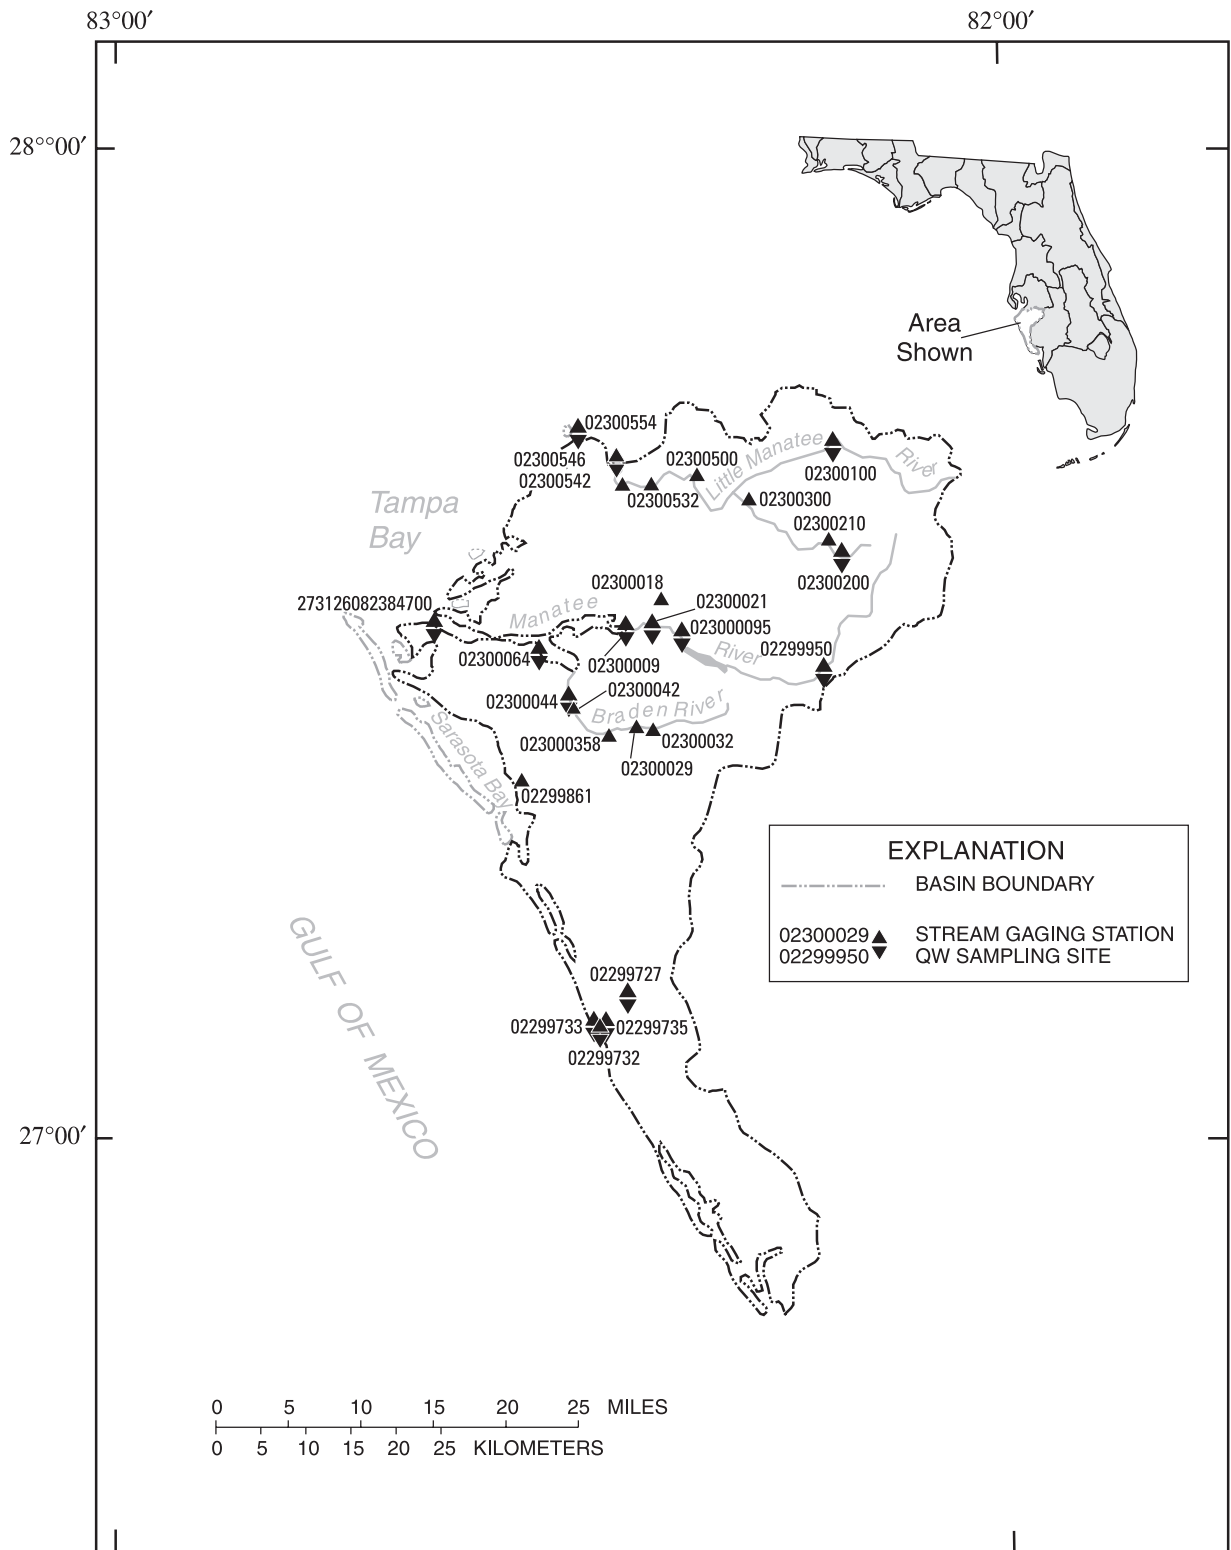 83°00′
82°00′
28°°00′
Area
Shown
02300554
02300546
02300542
02300500
02300532
Little Manatee
River
02300100
02300300
02300210
02300200
Tampa
Bay
273126082384700
02300018
Manatee
02300021
023000095
River
02299950
02300064
02300009
02300042
02300044
Braden River
023000358
02300032
02300029
Sarasota Bay
02299861
EXPLANATION
BASIN BOUNDARY
02300029 STREAM GAGING STATION
02299950 QW SAMPLING SITE
GULF OF MEXICO
02299727
02299733
02299735
02299732
27°00′
0 5 10 15 20 25 MILES
0 5 10 15 20 25 KILOMETERS